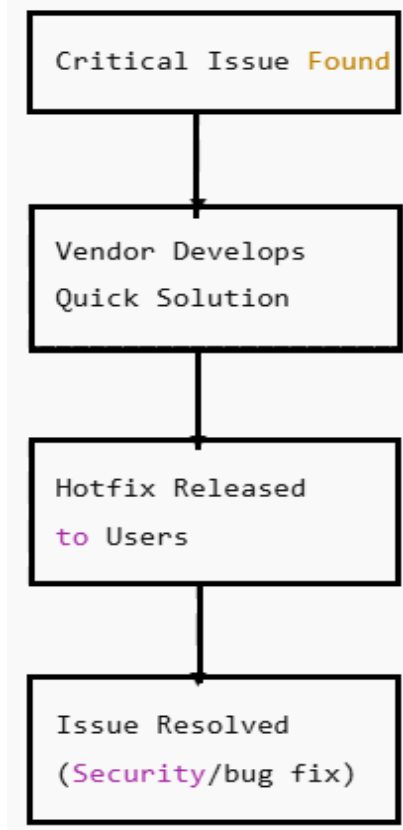 Critical Issue Found
Vendor Develops
Quick Solution
Hotfix Released
to Users
Issue Resolved
(Security/bug fix)